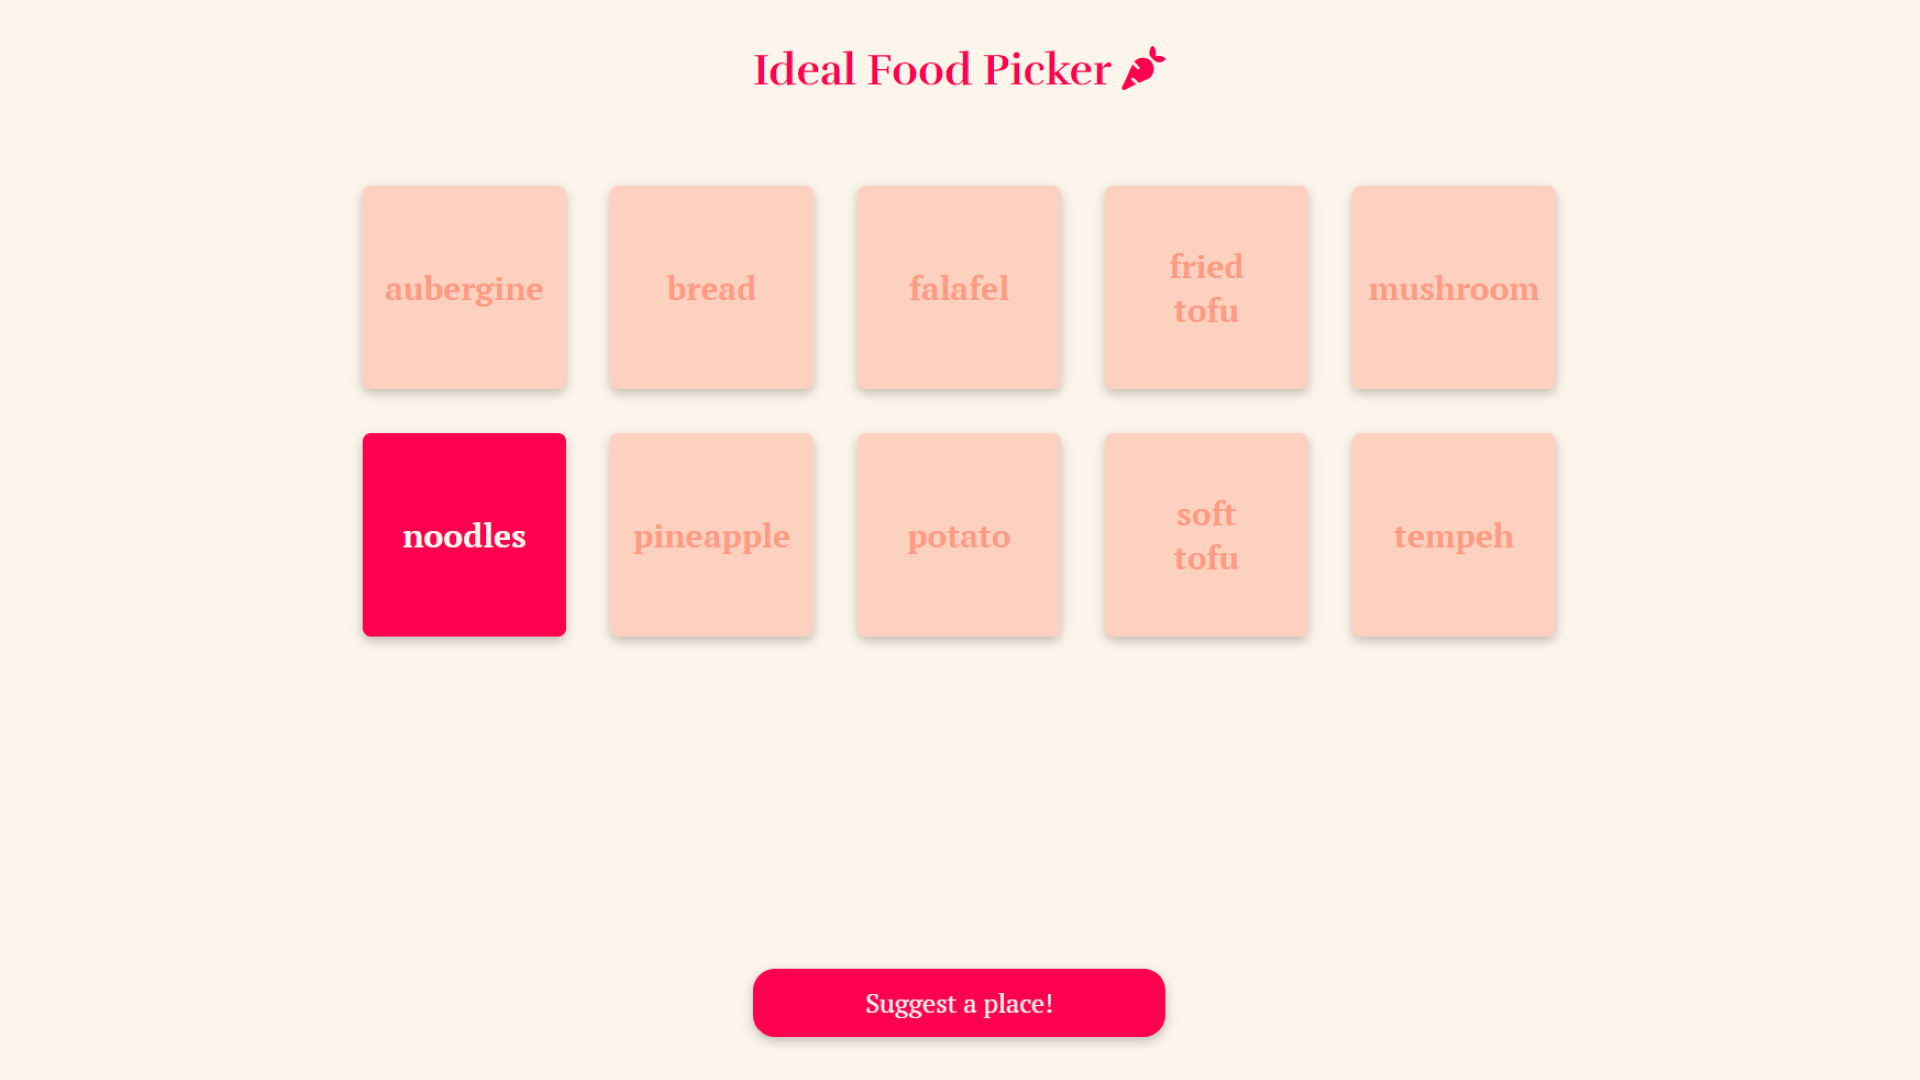 Ideal Food Picker
aubergine
bread
falafel
fried
tofu
mushroom
noodles
pineapple
potato
soft
tofu
tempeh
Suggest a place!